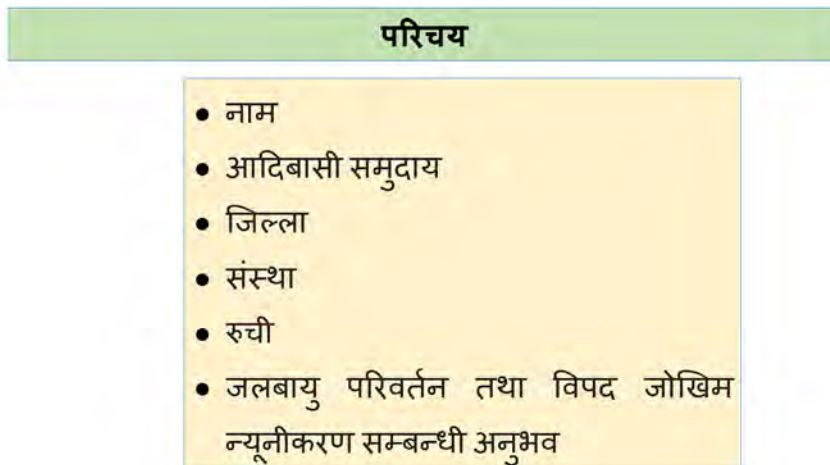 परिचय
● नाम
● आदिबासी समुदाय
● जिल्ला
● संस्था
● रुची
● जलबायु परिवर्तन तथा विपद जोखिम
न्यूनीकरण सम्बन्धी अनुभव